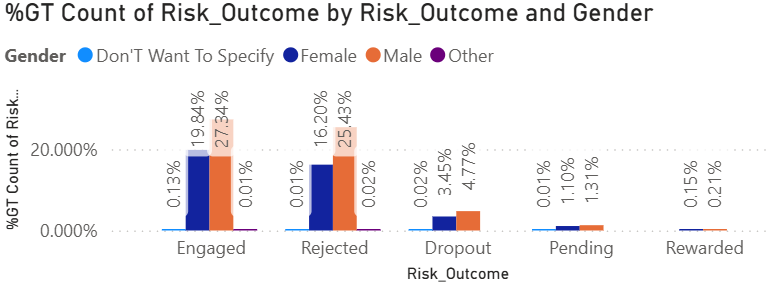 %GT Count of Risk_Outcome by Risk_Outcome and Gender
Gender Don'T Want To Specify Female Male Other
%GT Count of Risk...
20.000%
0.000%
0.13% 19.84% 27.34% 0.01%
0.01% 16.20% 25.43% 0.02%
0.02% 3.45% 4.77%
0.01% 1.10% 1.31%
0.15% 0.21%
Engaged Rejected Dropout Pending Rewarded
Risk_Outcome